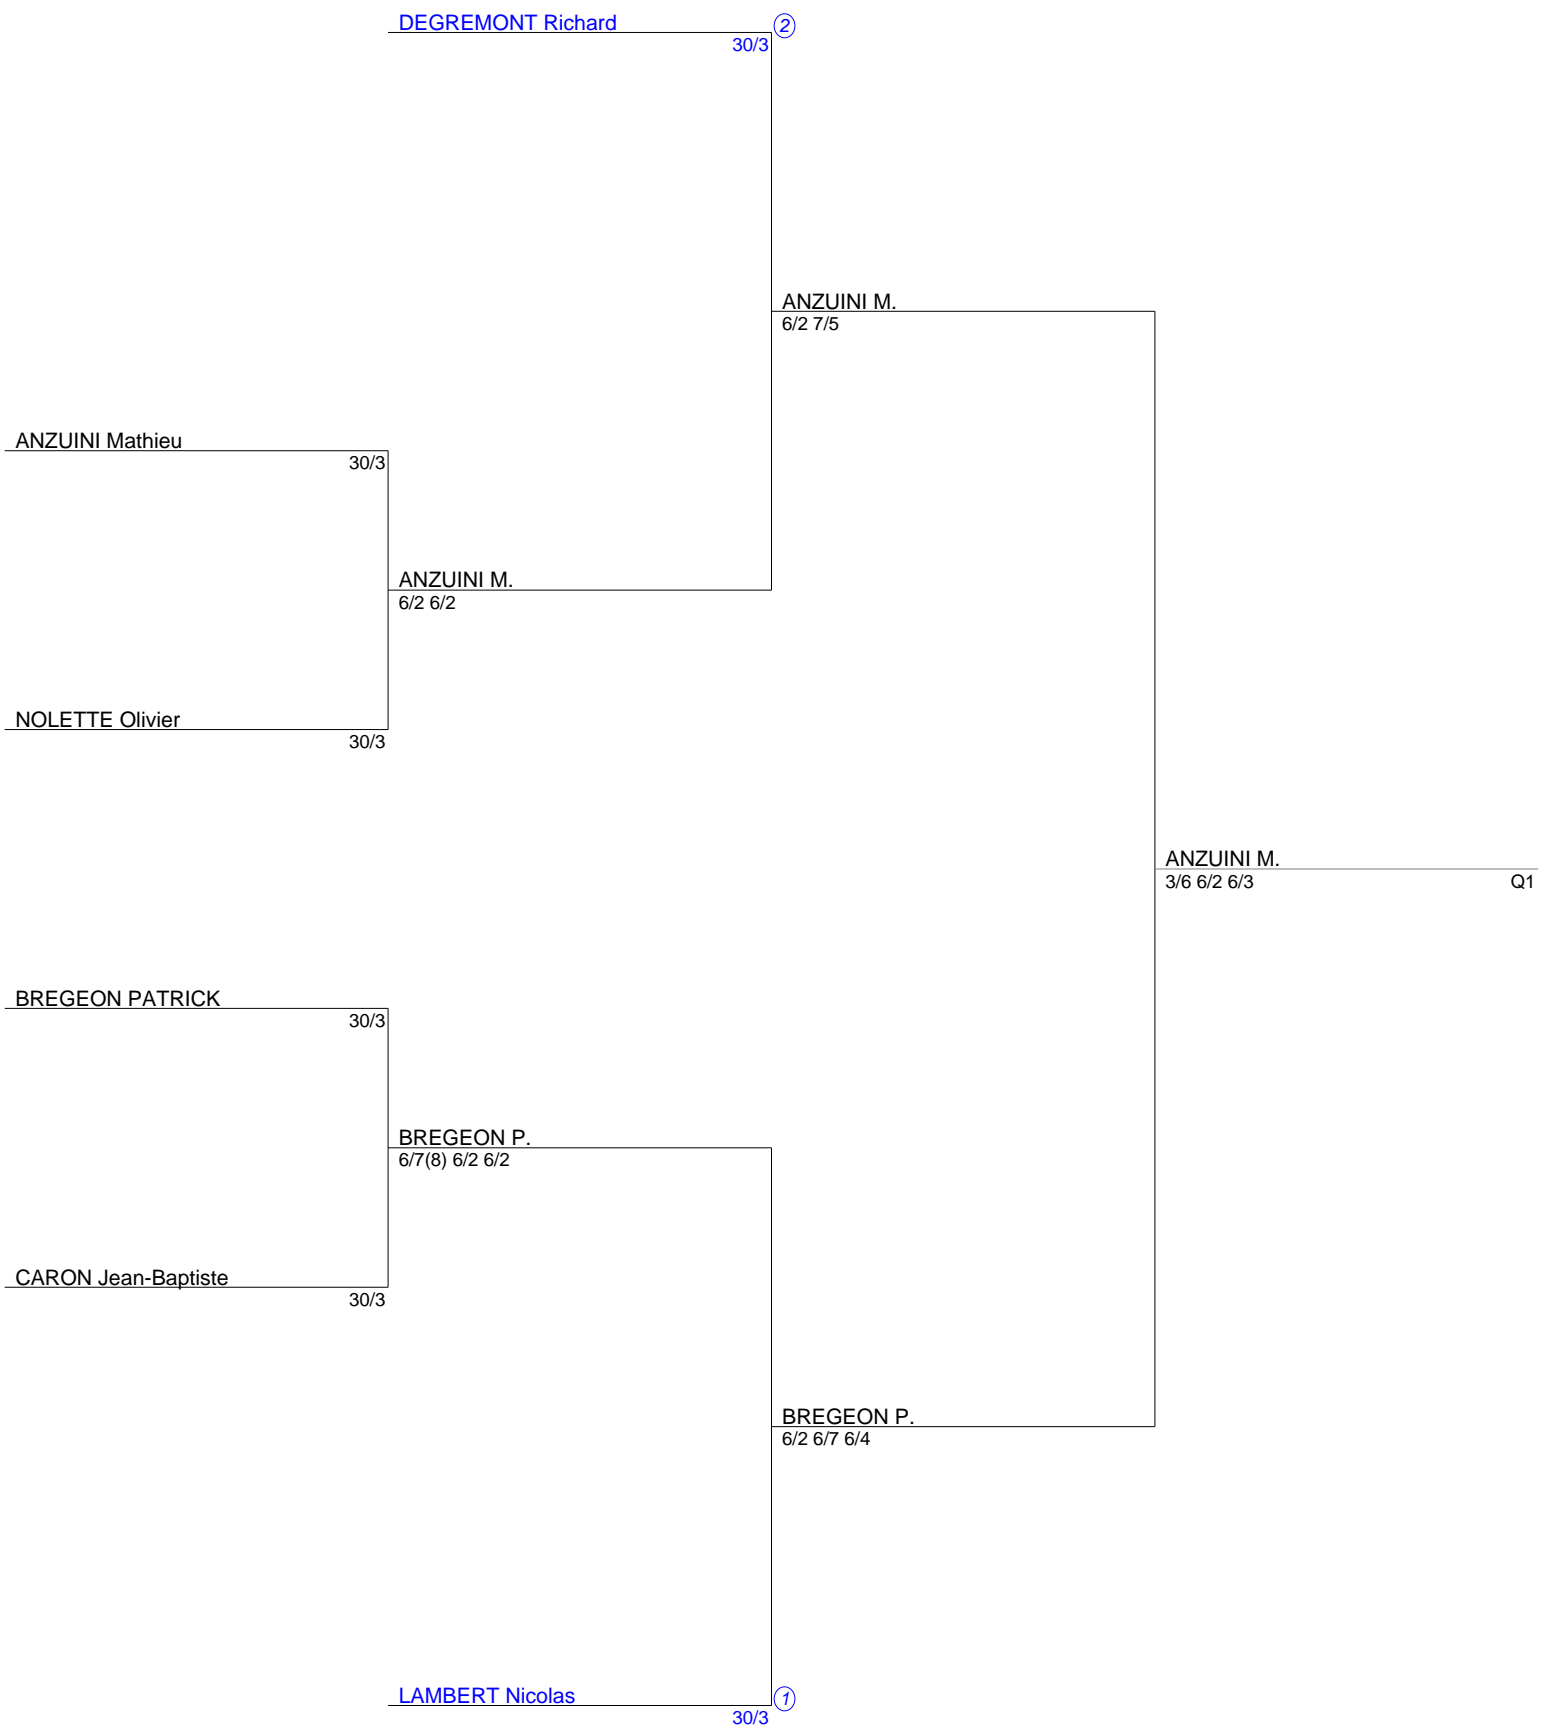 DEGREMONT Richard
2
30/3
ANZUINI M.
6/2 7/5
ANZUINI Mathieu
30/3
ANZUINI M.
6/2 6/2
NOLETTE Olivier
30/3
ANZUINI M.
3/6 6/2 6/3
Q1
BREGEON PATRICK
30/3
BREGEON P.
6/7(8) 6/2 6/2
CARON Jean-Baptiste
30/3
BREGEON P.
6/2 6/7 6/4
LAMBERT Nicolas
1
30/3